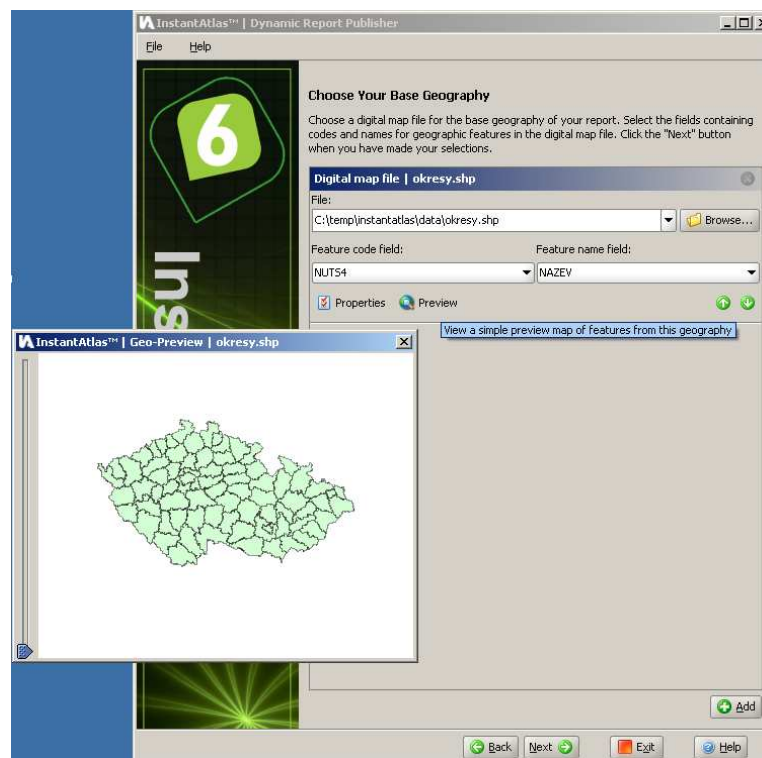 InstantAtlas™ | Dynamic Report Publisher
File Help
6
Ins
Choose Your Base Geography
Choose a digital map file for the base geography of your report. Select the fields containing
codes and names for geographic features in the digital map file. Click the "Next" button
when you have made your selections.
Digital map file | okresy.shp
File:
C:\temp\instantatlas\data\okresy.shp Browse...
Feature code field: Feature name field:
NUTS4 NAZEV
Properties Preview
View a simple preview map of features from this geography
InstantAtlas™ | Geo-Preview | okresy.shp
Add
Back Next Exit Help